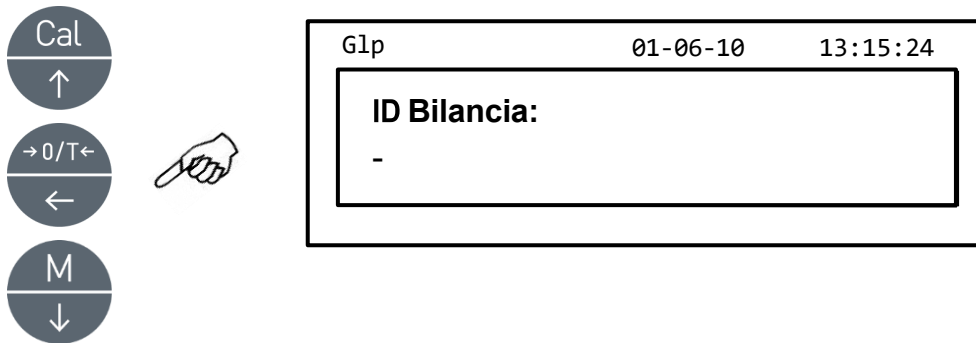 Cal
↑
→0/T←
←
M
↓
Glp 01-06-10 13:15:24
ID Bilancia:
-